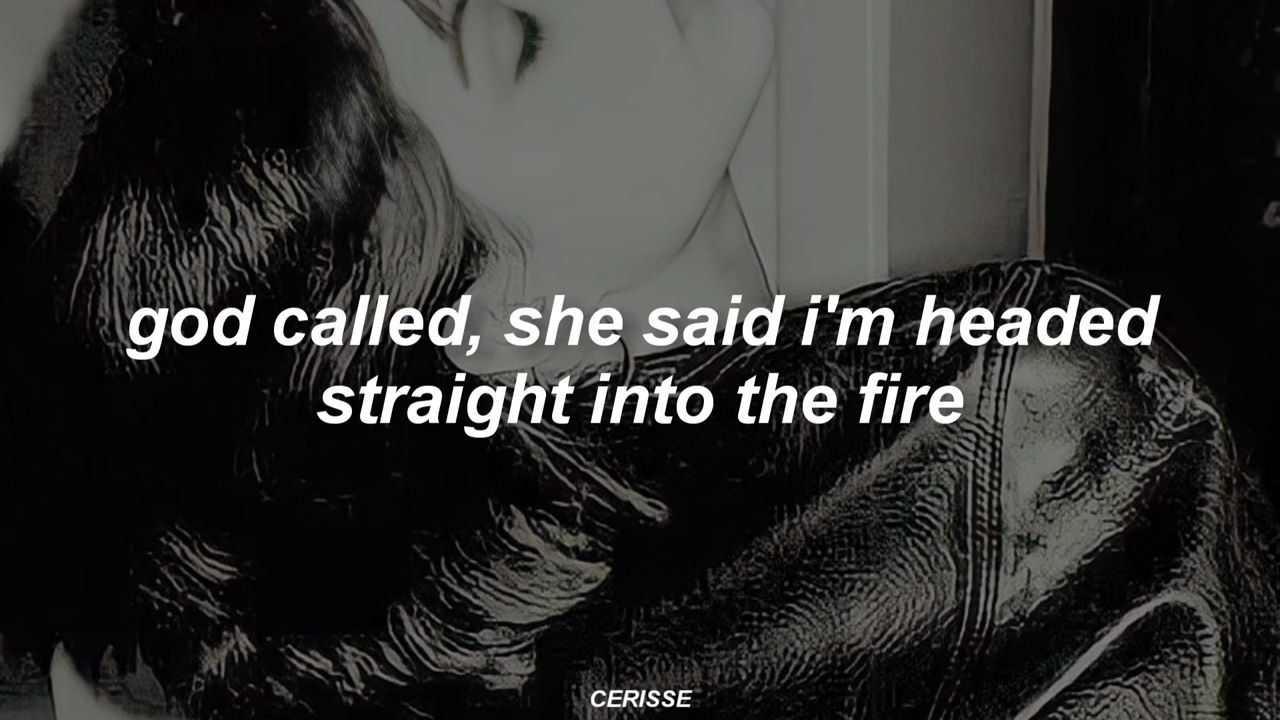 god called, she said i'm headed
straight into the fire
CERISSE